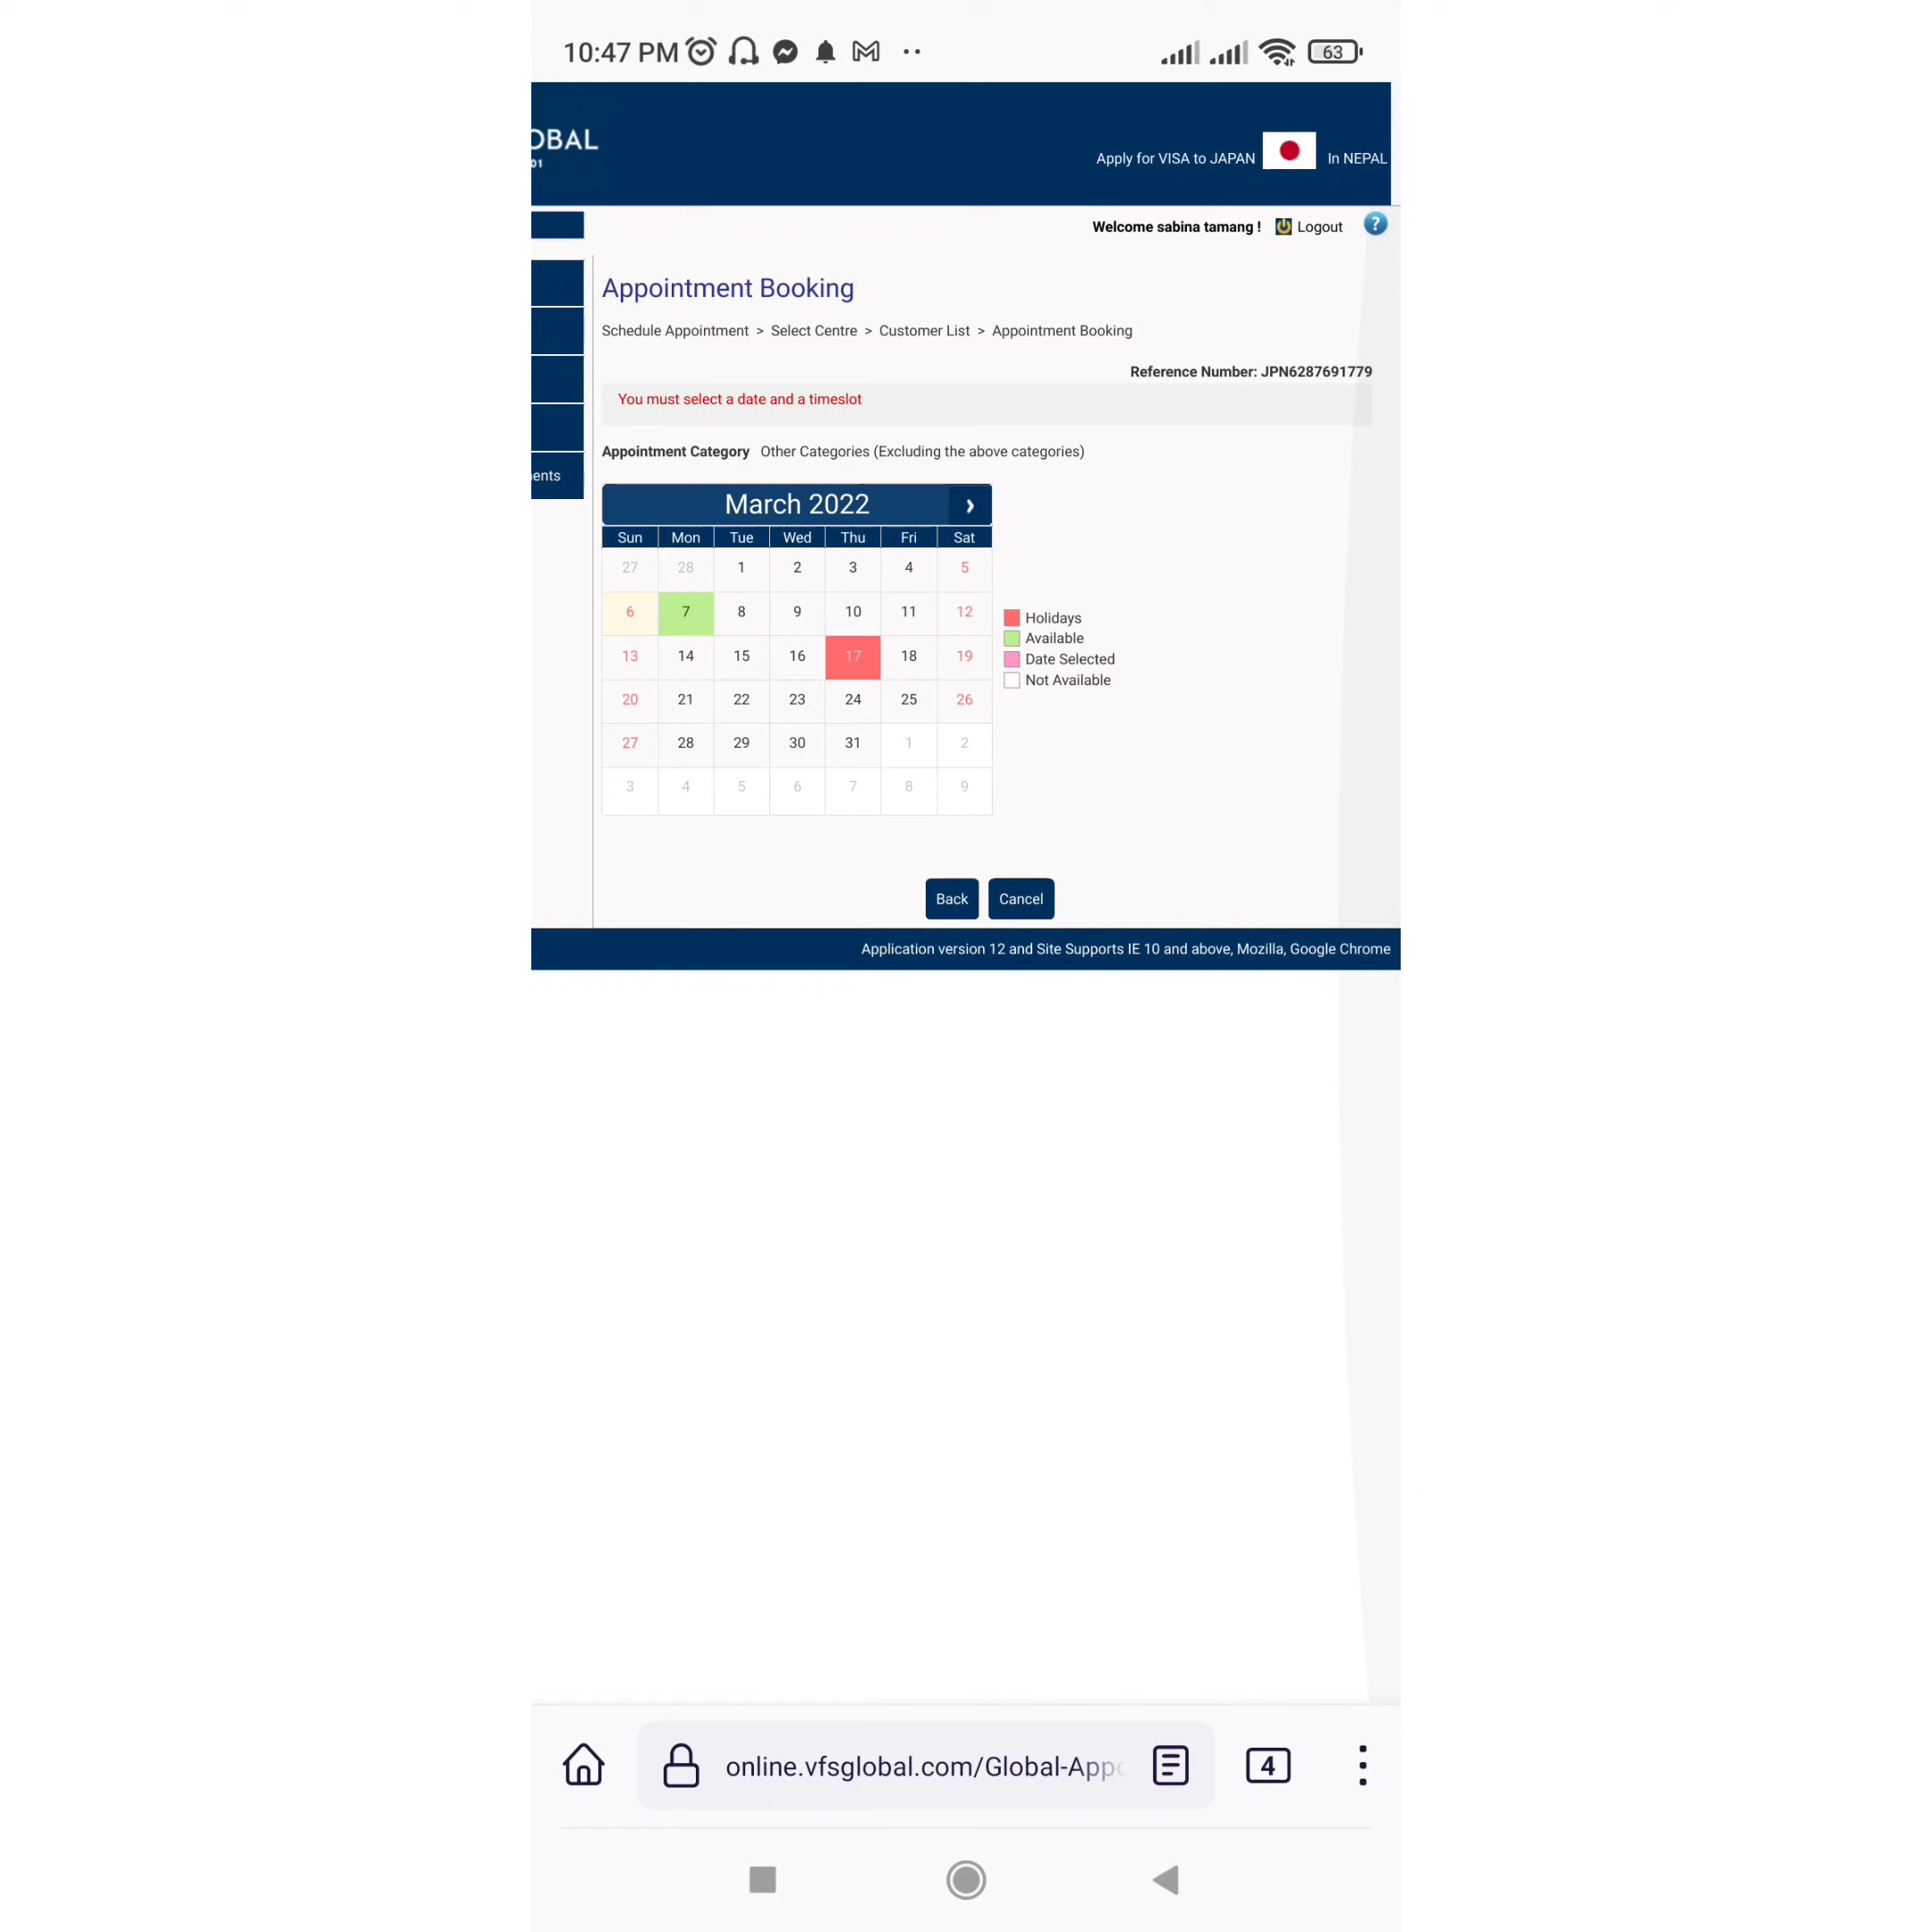 10:47 PM
63
OBAL
01
Apply for VISA to JAPAN In NEPAL
Welcome sabina tamang ! Logout ?
Appointment Booking
Schedule Appointment > Select Centre > Customer List > Appointment Booking
Reference Number: JPN6287691779
You must select a date and a timeslot
Appointment Category Other Categories (Excluding the above categories)
ents
March 2022 ›
Sun Mon Tue Wed Thu Fri Sat
27 28 1 2 3 4 5
6 7 8 9 10 11 12
13 14 15 16 17 18 19
20 21 22 23 24 25 26
27 28 29 30 31 1 2
3 4 5 6 7 8 9
Holidays
Available
Date Selected
Not Available
Back Cancel
Application version 12 and Site Supports IE 10 and above, Mozilla, Google Chrome
online.vfsglobal.com/Global-App
4